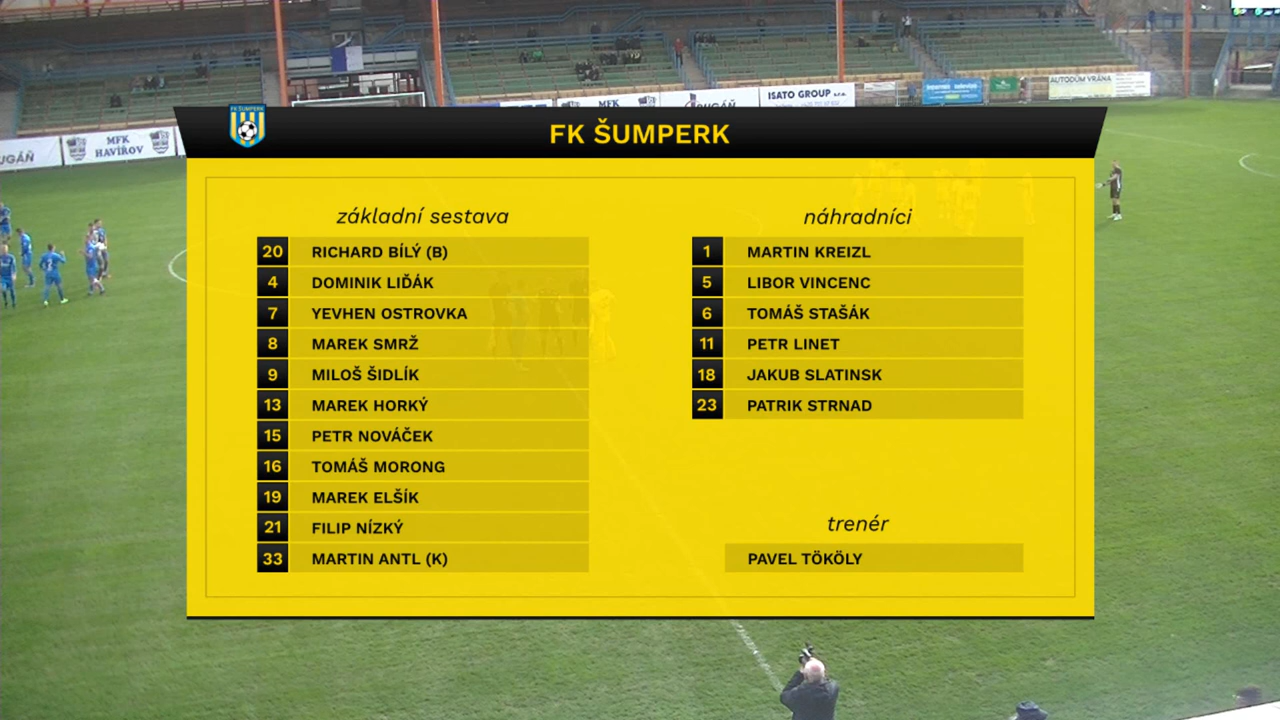 ISATO GROUP s.r.o.
AUTODŮM VRÁNA
MFK
MFK
HAVÍŘOV
FK ŠUMPERK
FK ŠUMPERK
základní sestava
20 RICHARD BÍLÝ (B)
4 DOMINIK LIĎÁK
7 YEVHEN OSTROVKA
8 MAREK SMRŽ
9 MILOŠ ŠIDLÍK
13 MAREK HORKÝ
15 PETR NOVÁČEK
16 TOMÁŠ MORONG
19 MAREK ELŠÍK
21 FILIP NÍZKÝ
33 MARTIN ANTL (K)
náhradníci
1 MARTIN KREIZL
5 LIBOR VINCENC
6 TOMÁŠ STAŠÁK
11 PETR LINET
18 JAKUB SLATINSK
23 PATRIK STRNAD
trenér
PAVEL TÖKÖLY